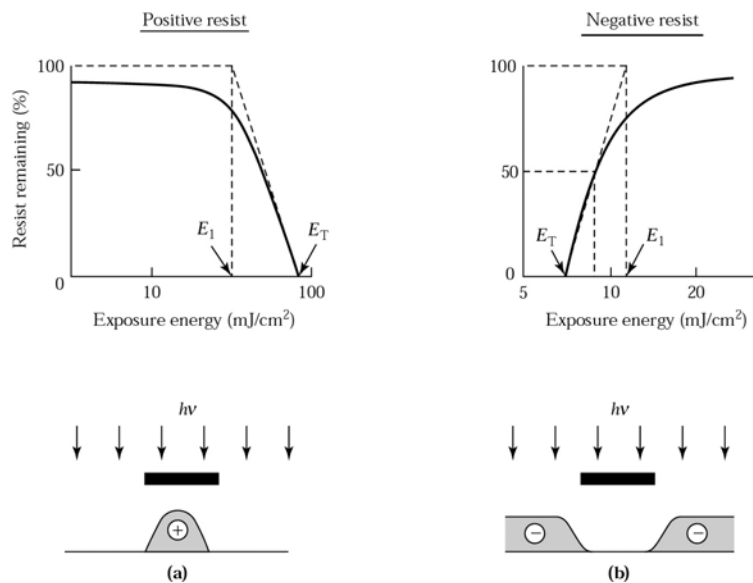 Positive resist
Resist remaining (%)
100
50
0
E1
ET
10
100
Exposure energy (mJ/cm²)
hν
+
(a)
Negative resist
100
50
0
ET
E1
5
10
20
Exposure energy (mJ/cm²)
hν
−
−
(b)